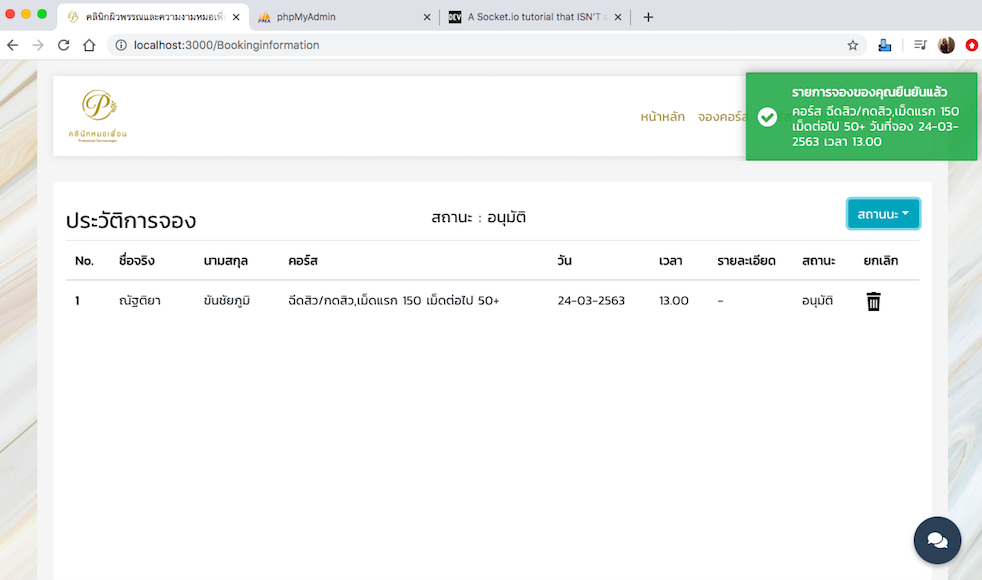 คลินิกผิวพรรณและความงามหมอเพื่
phpMyAdmin
DEV A Socket.io tutorial that ISN'T a
localhost:3000/Bookinginformation
P
คลินิกหมอเพื่อน
Professional Dermatologist
หน้าหลัก จองคอร์ส
รายการจองของคุณยืนยันแล้ว
คอร์ส ฉีดสิว/กดสิว,เม็ดแรก 150
เม็ดต่อไป 50+ วันที่จอง 24-03-
2563 เวลา 13.00
ประวัติการจอง สถานะ : อนุมัติ สถานนะ
No. ชื่อจริง นามสกุล คอร์ส วัน เวลา รายละเอียด สถานะ ยกเลิก
1 ณัฐติยา ขันชัยภูมิ ฉีดสิว/กดสิว,เม็ดแรก 150 เม็ดต่อไป 50+ 24-03-2563 13.00 - อนุมัติ